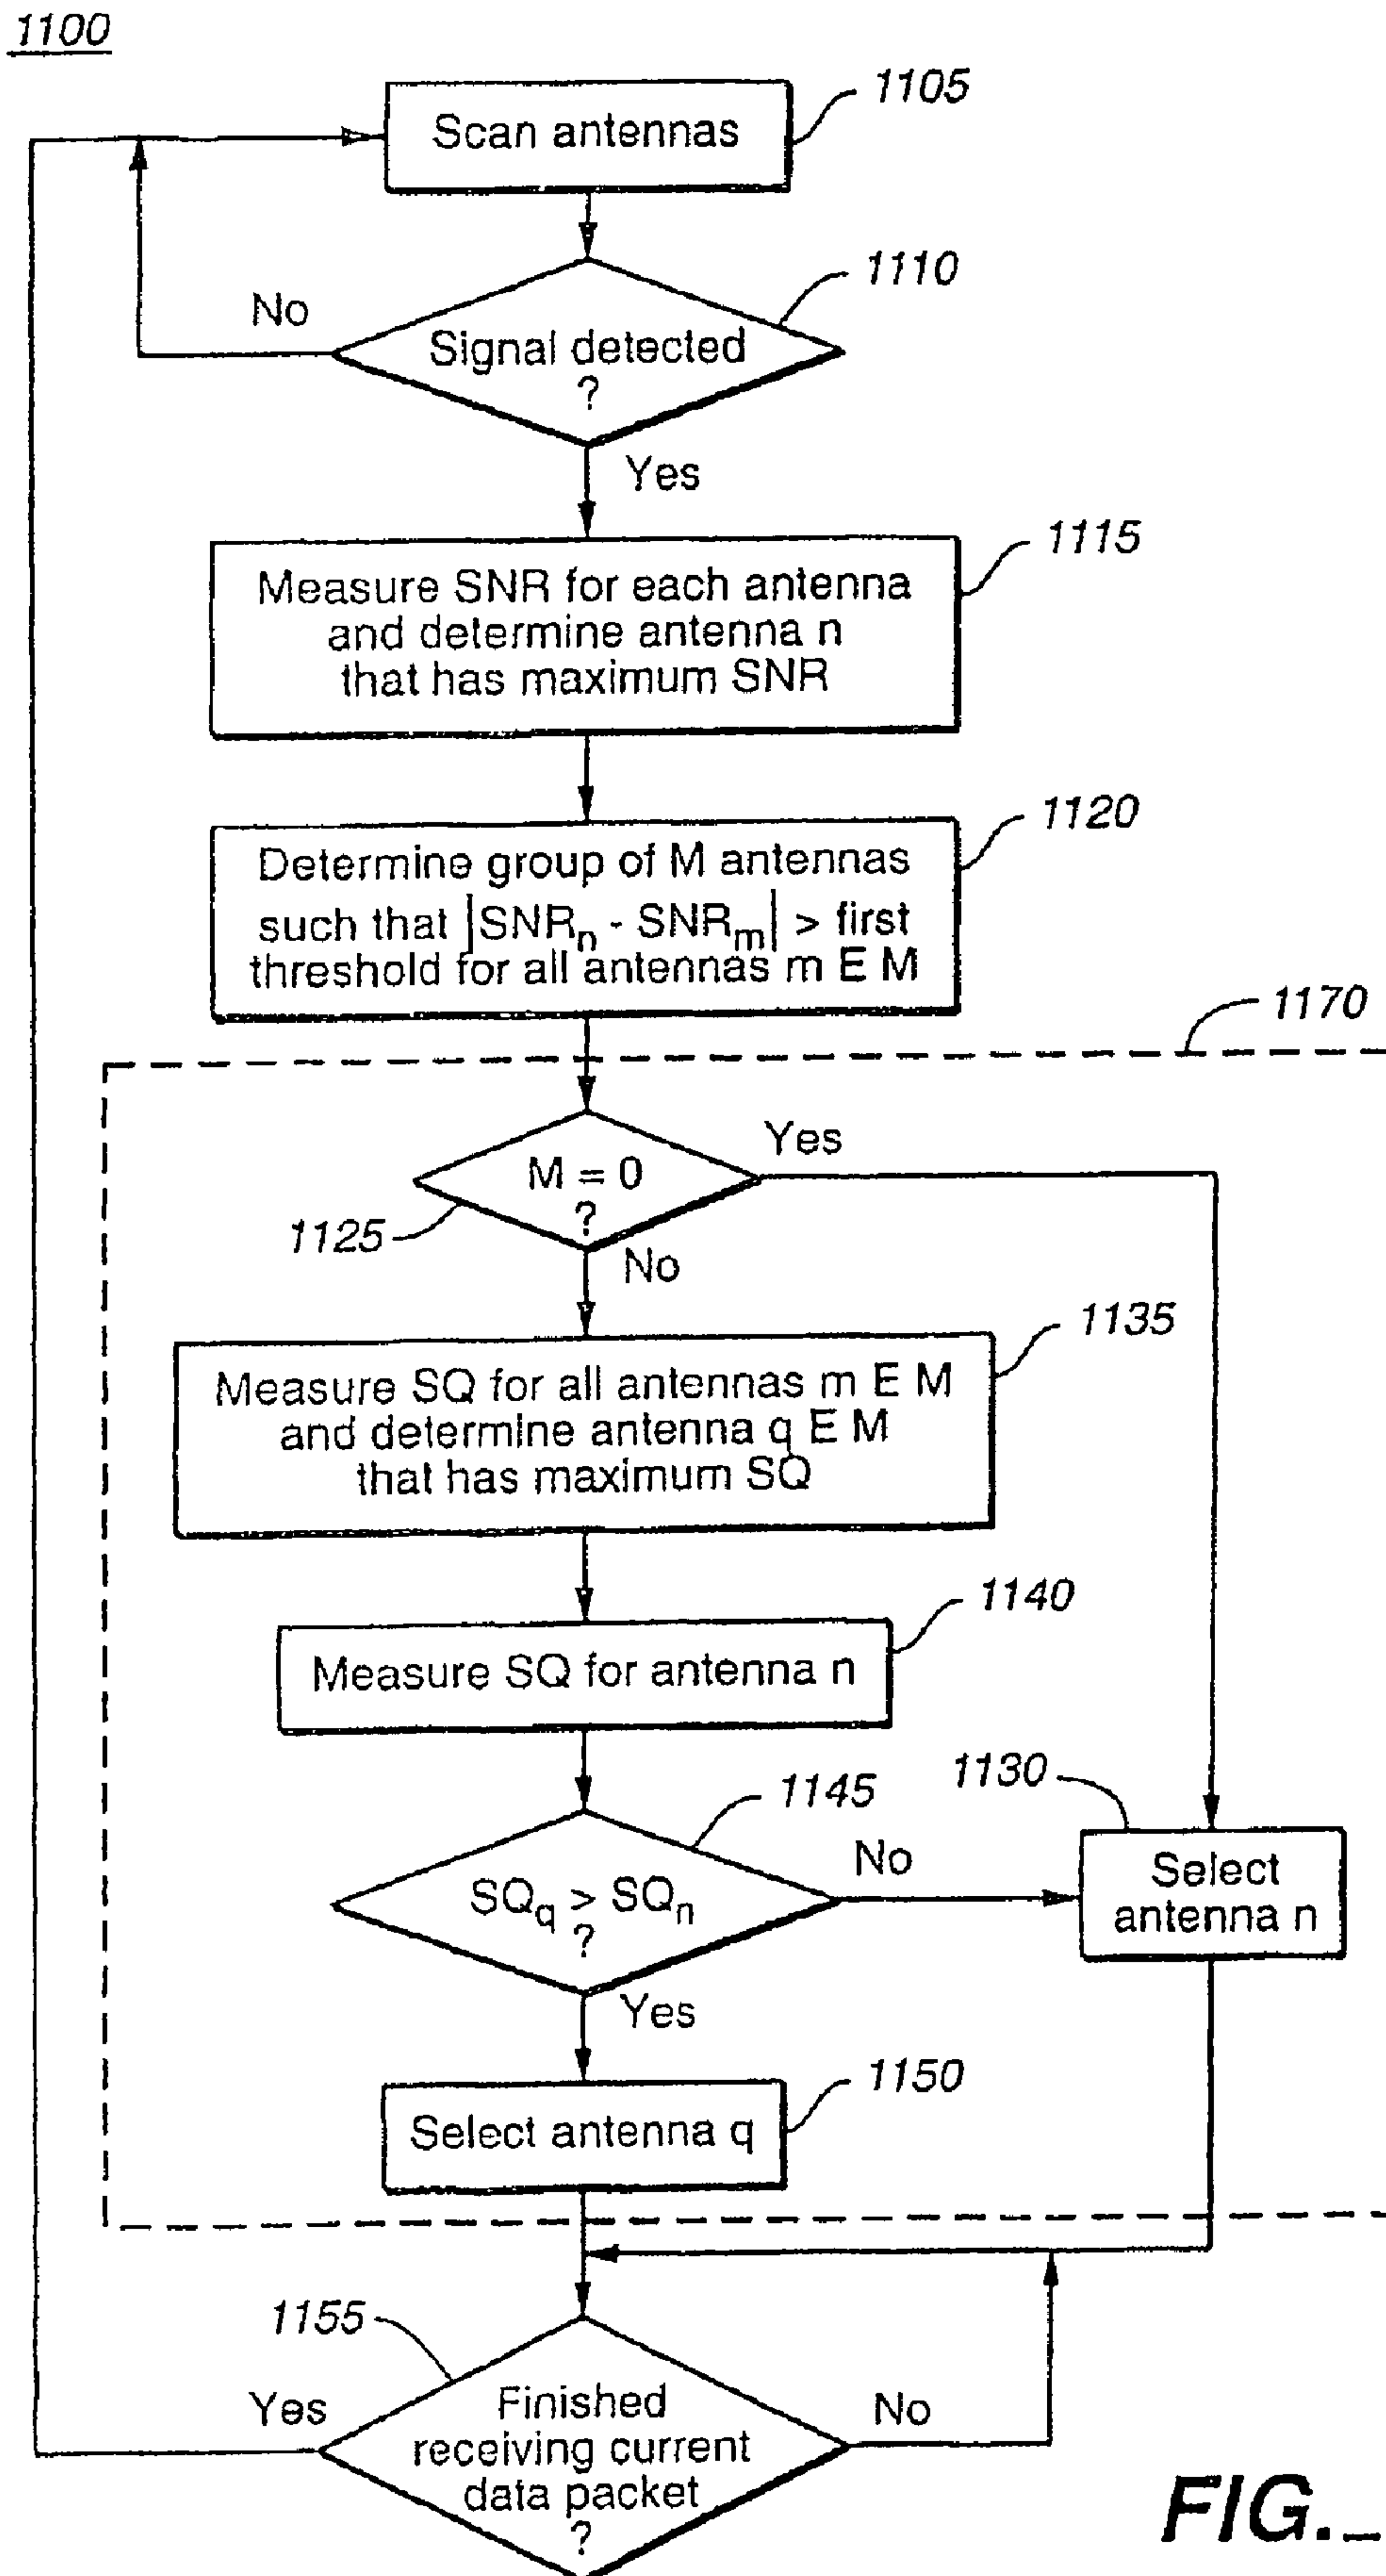 1100
1105
Scan antennas
1110
No
Signal detected
?
Yes
1115
Measure SNR for each antenna
and determine antenna n
that has maximum SNR
1120
Determine group of M antennas
such that |SNRn - SNRm| > first
threshold for all antennas m E M
1170
M = 0
?
Yes
1125
No
1135
Measure SQ for all antennas m E M
and determine antenna q E M
that has maximum SQ
1140
Measure SQ for antenna n
1145
1130
SQq > SQn
?
No
Select
antenna n
Yes
1150
Select antenna q
1155
Yes
Finished
receiving current
data packet
?
No
FIG._